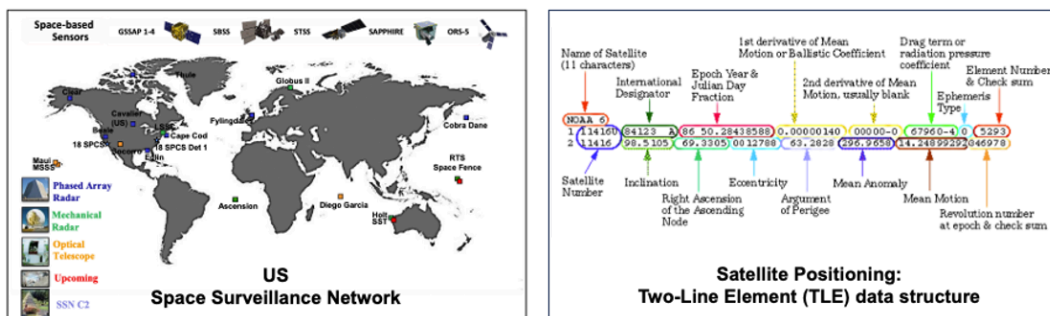 Space-based
Sensors
GSSAP 1-4
SBSS
STSS
SAPPHIRE
ORS-5
Thule
Globus II
Clear
Cavalier
(US)
Fylingdales
Cobra Dane
Beale
LSSC
Cape Cod
18 SPCS
18 SPCS Det 1
Socorro
Eglin
Maui
MSSS
RTS
Space Fence
Ascension
Diego Garcia
Holt
SST
Phased Array
Radar
Mechanical
Radar
Optical
Telescope
Upcoming
SSN C2
US
Space Surveillance Network
Name of Satellite
(11 characters)
International
Designator
Epoch Year &
Julian Day
Fraction
1st derivative of Mean
Motion or Ballistic Coefficient
2nd derivative of Mean
Motion, usually blank
Drag term or
radiation pressure
coefficient
Element Number
& Check sum
Ephemeris
Type
NOAA 6
1 11416U 84123 A 86 50.28438588 0.00000140 00000-0 67960-4 0 5293
2 11416 98.5105 69.3305 0012788 63.2828 296.9658 14.24899292 046978
Satellite
Number
Inclination
Right Ascension
of the Ascending
Node
Eccentricity
Argument
of Perigee
Mean Anomaly
Mean Motion
Revolution number
at epoch & check sum
Satellite Positioning:
Two-Line Element (TLE) data structure